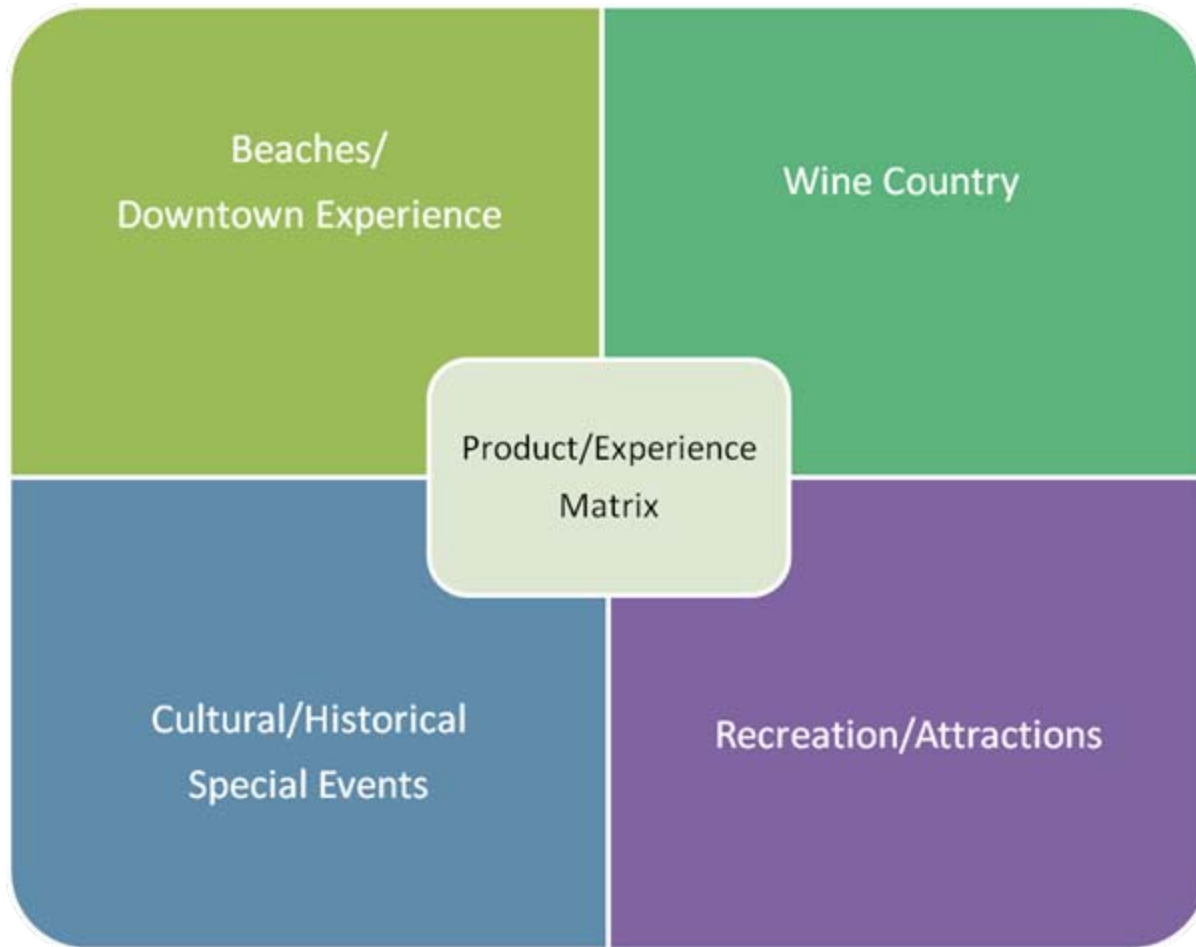 Beaches/
Downtown Experience
Wine Country
Product/Experience
Matrix
Cultural/Historical
Special Events
Recreation/Attractions